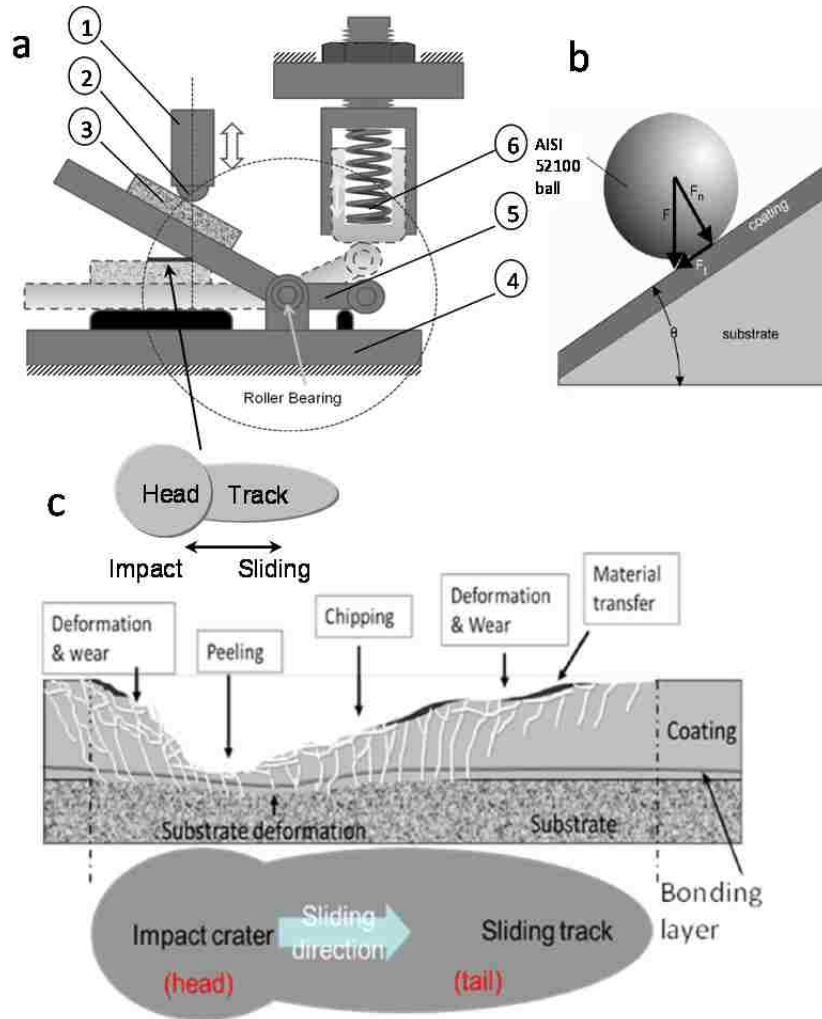 a
1
2
3
6
5
4
Roller Bearing
b
AISI
52100
ball
F
Fn
Ft
coating
θ
substrate
Head Track
Impact Sliding
c
Deformation
& wear
Peeling
Chipping
Deformation
& Wear
Material
transfer
Coating
Substrate deformation
Substrate
Bonding
layer
Impact crater
(head)
Sliding
direction
Sliding track
(tail)